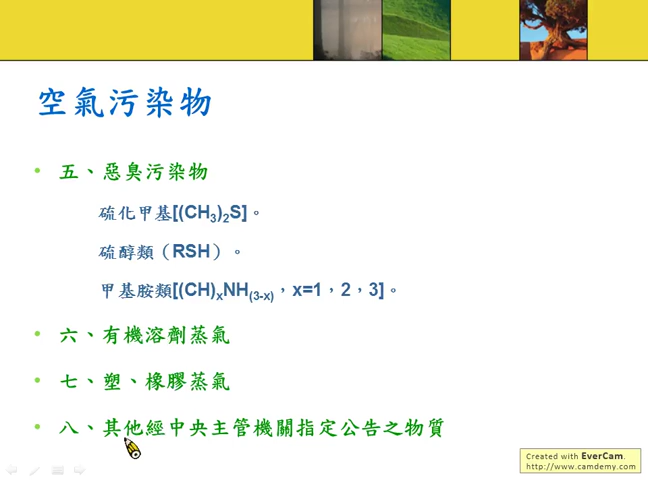 空氣污染物
• 五、惡臭污染物
硫化甲基[(CH₃)₂S]。
硫醇類（RSH）。
甲基胺類[(CH)ₓNH₍₃₋ₓ₎，x=1，2，3]。
• 六、有機溶劑蒸氣
• 七、塑、橡膠蒸氣
• 八、其他經中央主管機關指定公告之物質
Created with EverCam.
http://www.camdemy.com